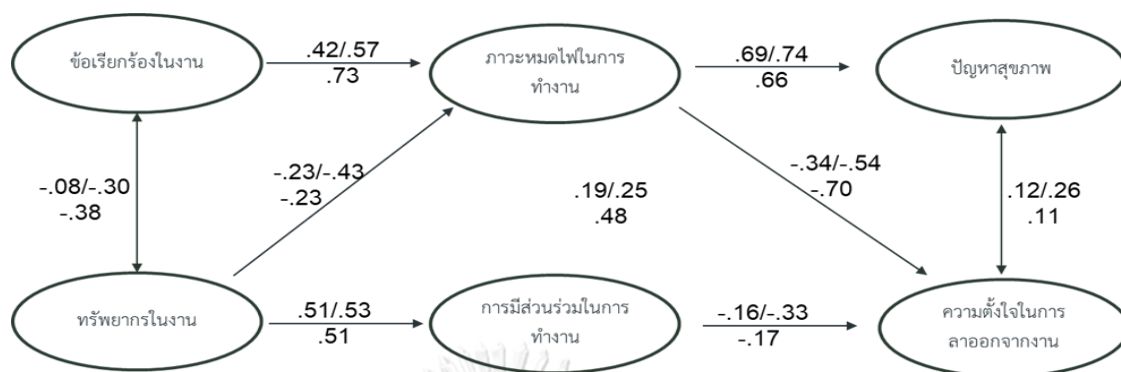 ข้อเรียกร้องในงาน
.42/.57
.73
ภาวะหมดไฟในการ
ทำงาน
.69/.74
.66
ปัญหาสุขภาพ
-.08/-.30
-.38
-.23/-.43
-.23
.19/.25
.48
-.34/-.54
-.70
.12/.26
.11
ทรัพยากรในงาน
.51/.53
.51
การมีส่วนร่วมในการ
ทำงาน
-.16/-.33
-.17
ความตั้งใจในการ
ลาออกจากงาน